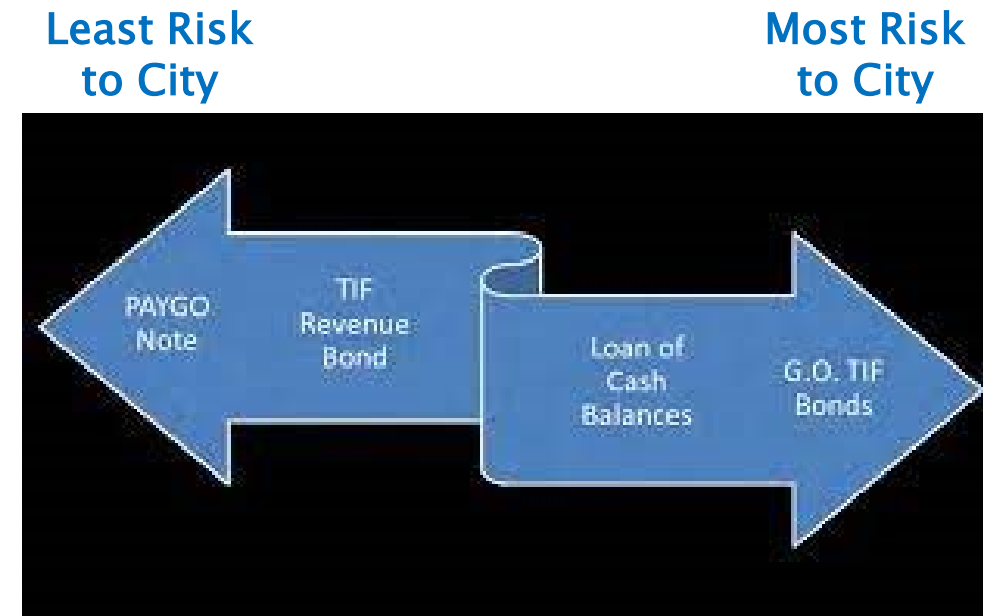 Least Risk
to City
Most Risk
to City
PAYGO
Note
TIF
Revenue
Bond
Loan of
Cash
Balances
G.O. TIF
Bonds